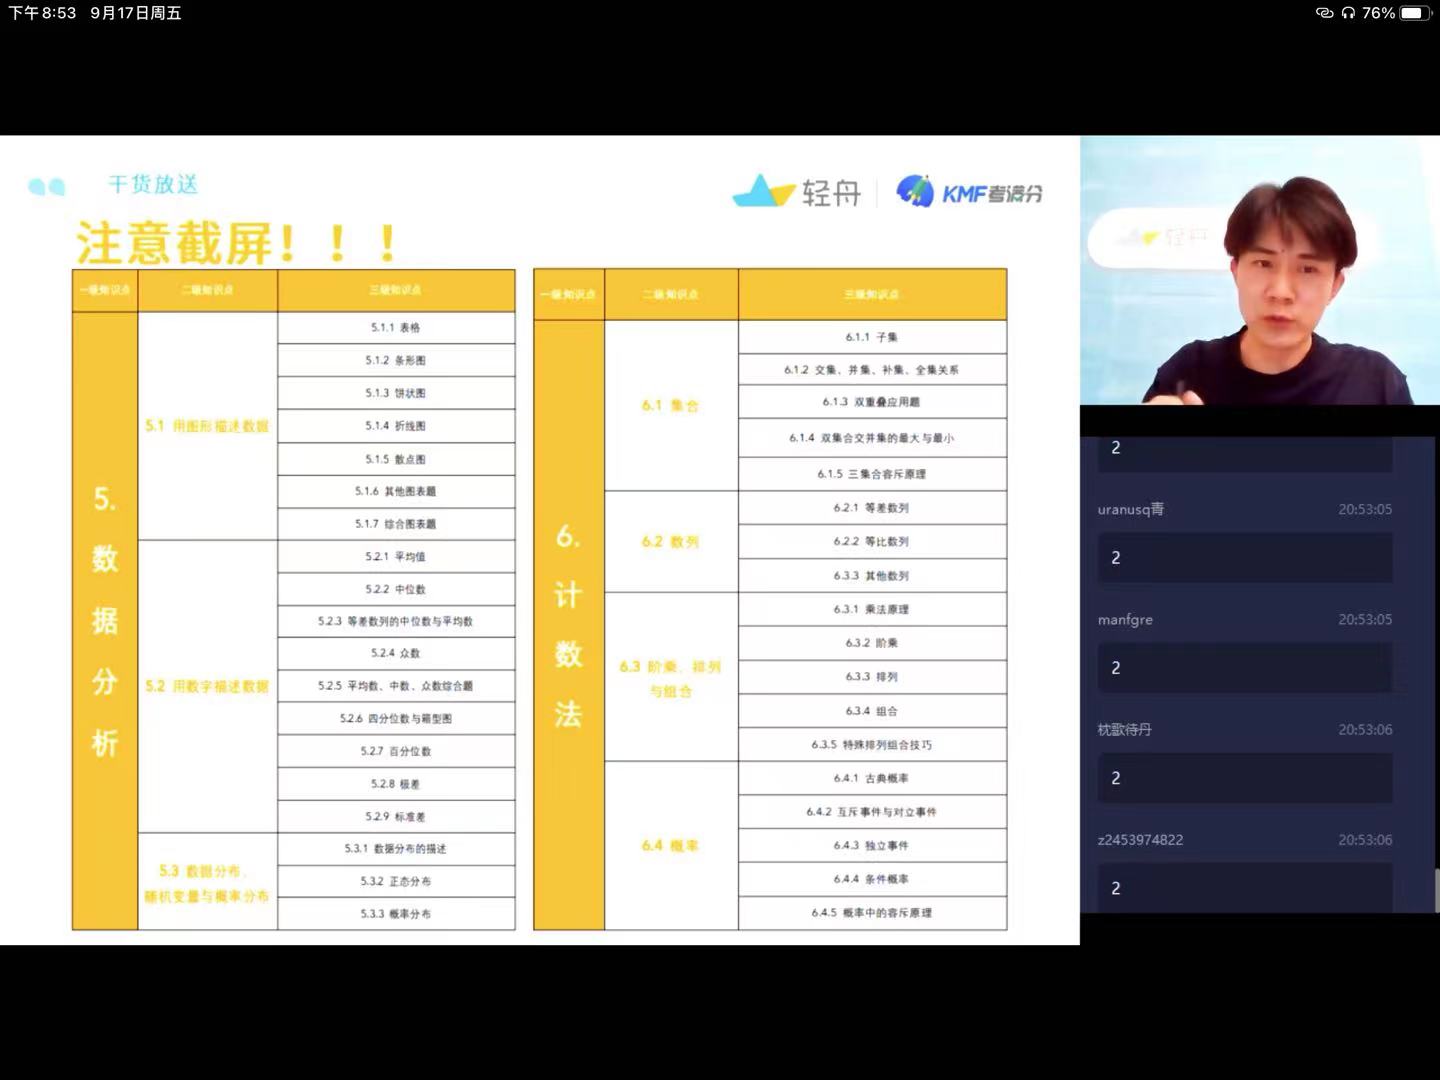 下午8:53 9月17日周五
76%
干货放送
轻舟
KMF考满分
注意截屏！！！
一级知识点 二级知识点 三级知识点
5.数据分析
5.1 用图形描述数据
5.1.1 表格
5.1.2 条形图
5.1.3 饼状图
5.1.4 折线图
5.1.5 散点图
5.1.6 其他图表题
5.1.7 综合图表题
5.2 用数字描述数据
5.2.1 平均值
5.2.2 中位数
5.2.3 等差数列的中位数与平均数
5.2.4 众数
5.2.5 平均数、中数、众数综合题
5.2.6 四分位数与箱型图
5.2.7 百分位数
5.2.8 极差
5.2.9 标准差
5.3 数据分布、
随机变量与概率分布
5.3.1 数据分布的描述
5.3.2 正态分布
5.3.3 概率分布
一级知识点 二级知识点 三级知识点
6.计数法
6.1 集合
6.1.1 子集
6.1.2 交集、并集、补集、全集关系
6.1.3 双重叠应用题
6.1.4 双集合交并集的最大与最小
6.1.5 三集合容斥原理
6.2 数列
6.2.1 等差数列
6.2.2 等比数列
6.3.3 其他数列
6.3 阶乘、排列
与组合
6.3.1 乘法原理
6.3.2 阶乘
6.3.3 排列
6.3.4 组合
6.3.5 特殊排列组合技巧
6.4 概率
6.4.1 古典概率
6.4.2 互斥事件与对立事件
6.4.3 独立事件
6.4.4 条件概率
6.4.5 概率中的容斥原理
轻舟
2
uranusq青 20:53:05
2
manfgre 20:53:05
2
枕歌待丹 20:53:06
2
z2453974822 20:53:06
2